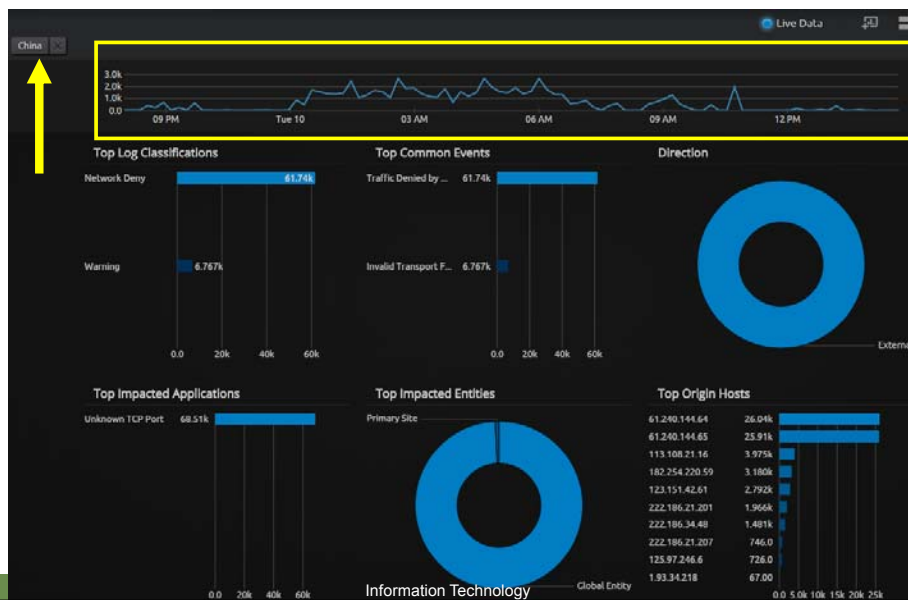 Live Data
China
3.0k
2.0k
1.0k
0.0
09 PM Tue 10 03 AM 06 AM 09 AM 12 PM
Top Log Classifications
Network Deny 61.74k
Warning 6.767k
0.0 20k 40k 60k
Top Common Events
Traffic Denied by ... 61.74k
Invalid Transport F... 6.767k
0.0 20k 40k 60k
Direction
Externa
Top Impacted Applications
Unknown TCP Port 68.51k
0.0 20k 40k 60k
Top Impacted Entities
Primary Site
Global Entity
Top Origin Hosts
61.240.144.64 26.04k
61.240.144.65 25.91k
113.108.21.16 3.975k
182.254.220.59 3.180k
123.151.42.61 2.792k
222.186.21.201 1.966k
222.186.34.48 1.481k
222.186.21.207 746.0
125.97.246.6 726.0
1.93.34.218 67.00
0.0 5.0k 10k 15k 20k 25k
Information Technology